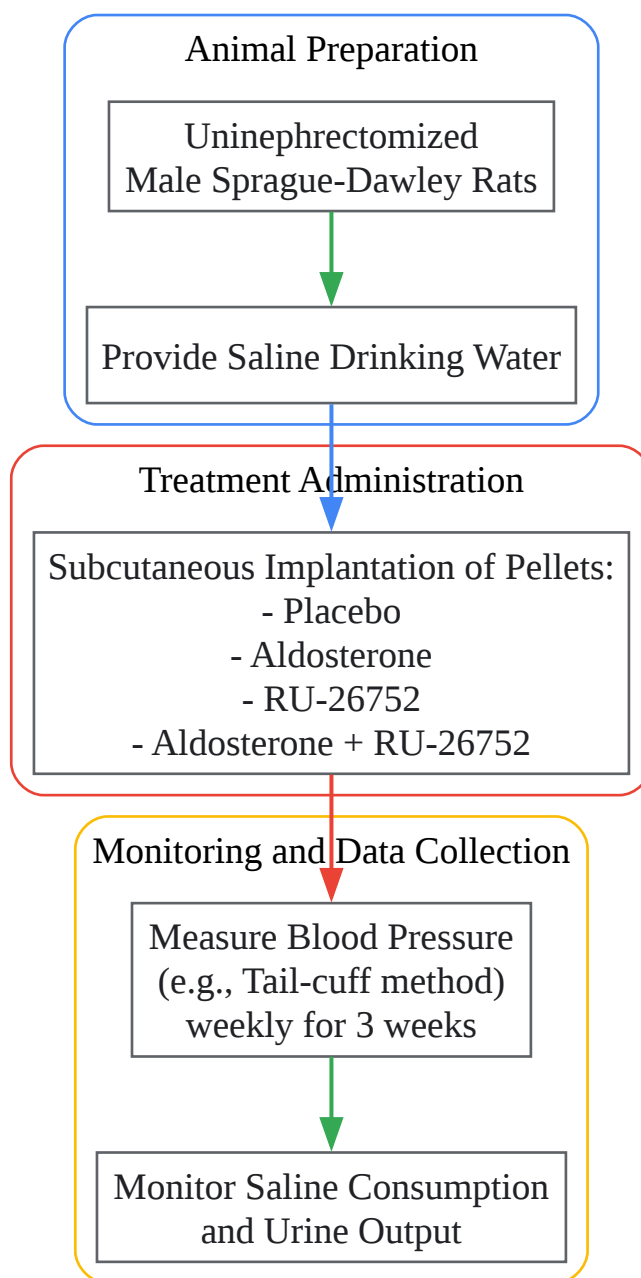 Animal Preparation
Uninephrectomized
Male Sprague-Dawley Rats
Provide Saline Drinking Water
Treatment Administration
Subcutaneous Implantation of Pellets:
- Placebo
- Aldosterone
- RU-26752
- Aldosterone + RU-26752
Monitoring and Data Collection
Measure Blood Pressure
(e.g., Tail-cuff method)
weekly for 3 weeks
Monitor Saline Consumption
and Urine Output